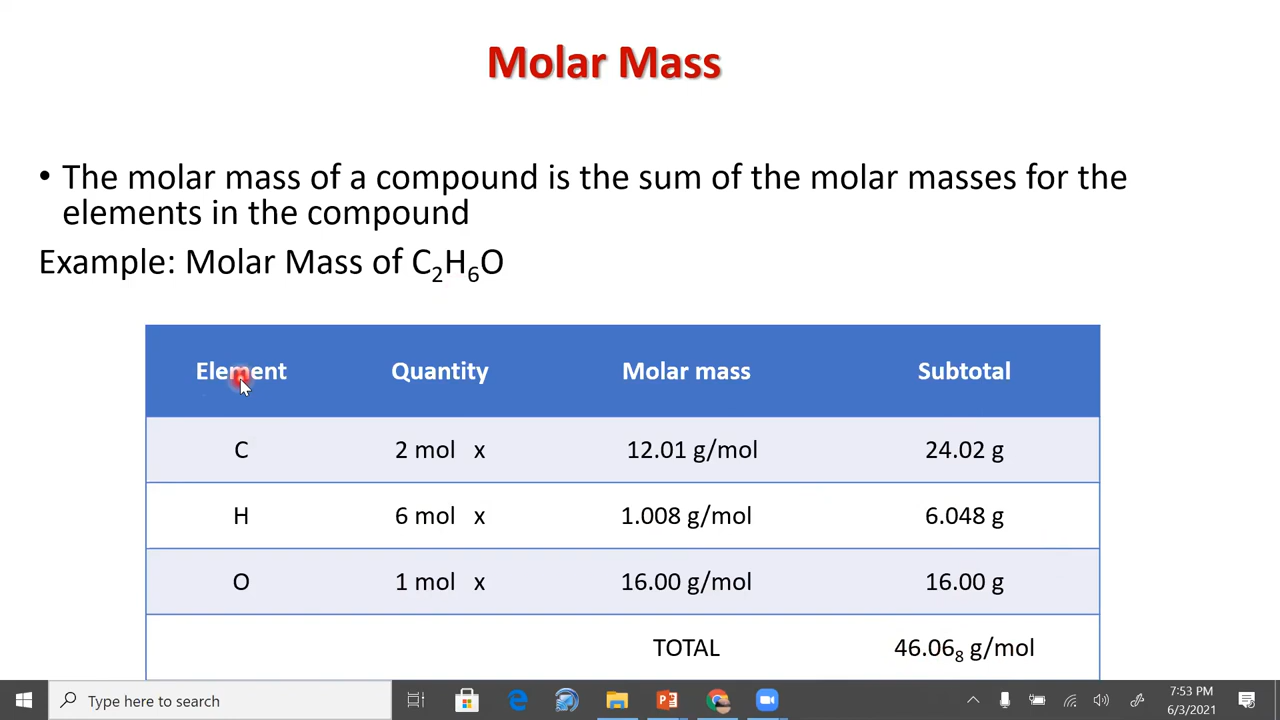 Molar Mass
• The molar mass of a compound is the sum of the molar masses for the
elements in the compound
Example: Molar Mass of C₂H₆O
Element Quantity Molar mass Subtotal
C 2 mol x 12.01 g/mol 24.02 g
H 6 mol x 1.008 g/mol 6.048 g
O 1 mol x 16.00 g/mol 16.00 g
TOTAL 46.06₈ g/mol
Type here to search
7:53 PM
6/3/2021